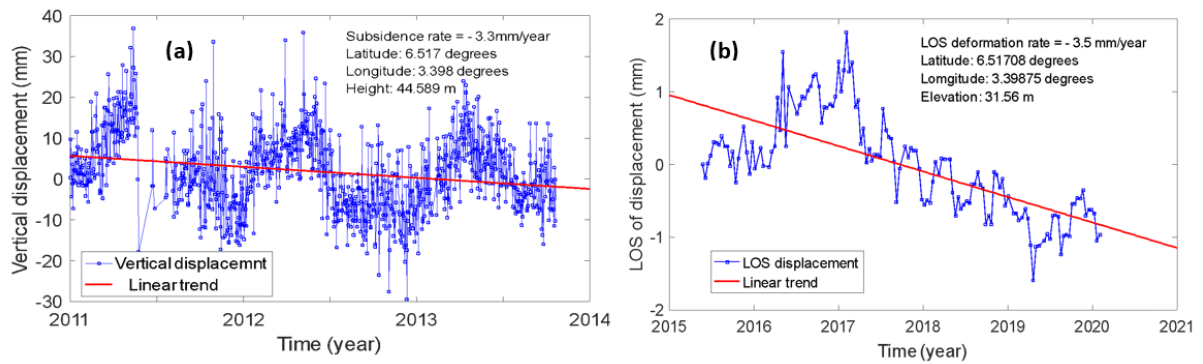 40
30
20
10
0
-10
-20
-30
Vertical displacement (mm)
(a)
Subsidence rate = - 3.3mm/year
Latitude: 6.517 degrees
Longitude: 3.398 degrees
Height: 44.589 m
Vertical displacemnt
Linear trend
2011 2012 2013 2014
Time (year)
2
1
0
-1
-2
LOS of displacement (mm)
(b)
LOS deformation rate = - 3.5 mm/year
Latitude: 6.51708 degrees
Lomgitude: 3.39875 degrees
Elevation: 31.56 m
LOS displacement
Linear trend
2015 2016 2017 2018 2019 2020 2021
Time (year)